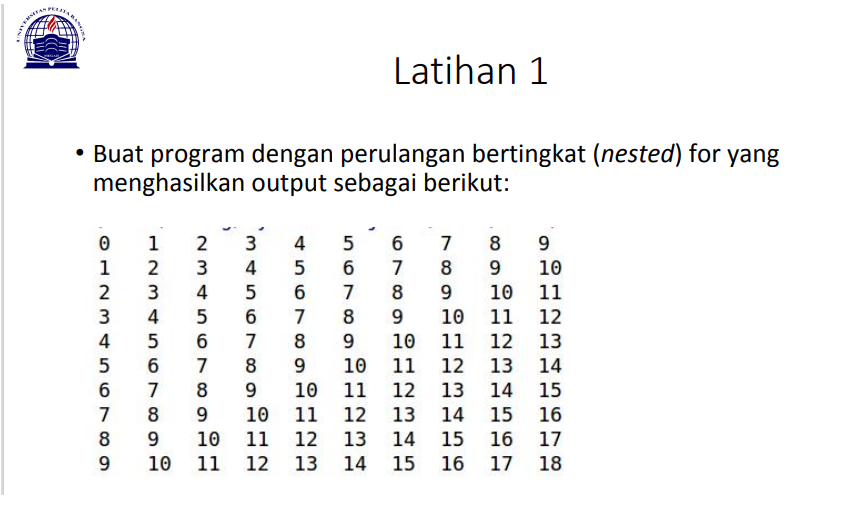 UNIVERSITAS PELITA BANGSA
Latihan 1
• Buat program dengan perulangan bertingkat (nested) for yang
menghasilkan output sebagai berikut:
0 1 2 3 4 5 6 7 8 9
1 2 3 4 5 6 7 8 9 10
2 3 4 5 6 7 8 9 10 11
3 4 5 6 7 8 9 10 11 12
4 5 6 7 8 9 10 11 12 13
5 6 7 8 9 10 11 12 13 14
6 7 8 9 10 11 12 13 14 15
7 8 9 10 11 12 13 14 15 16
8 9 10 11 12 13 14 15 16 17
9 10 11 12 13 14 15 16 17 18